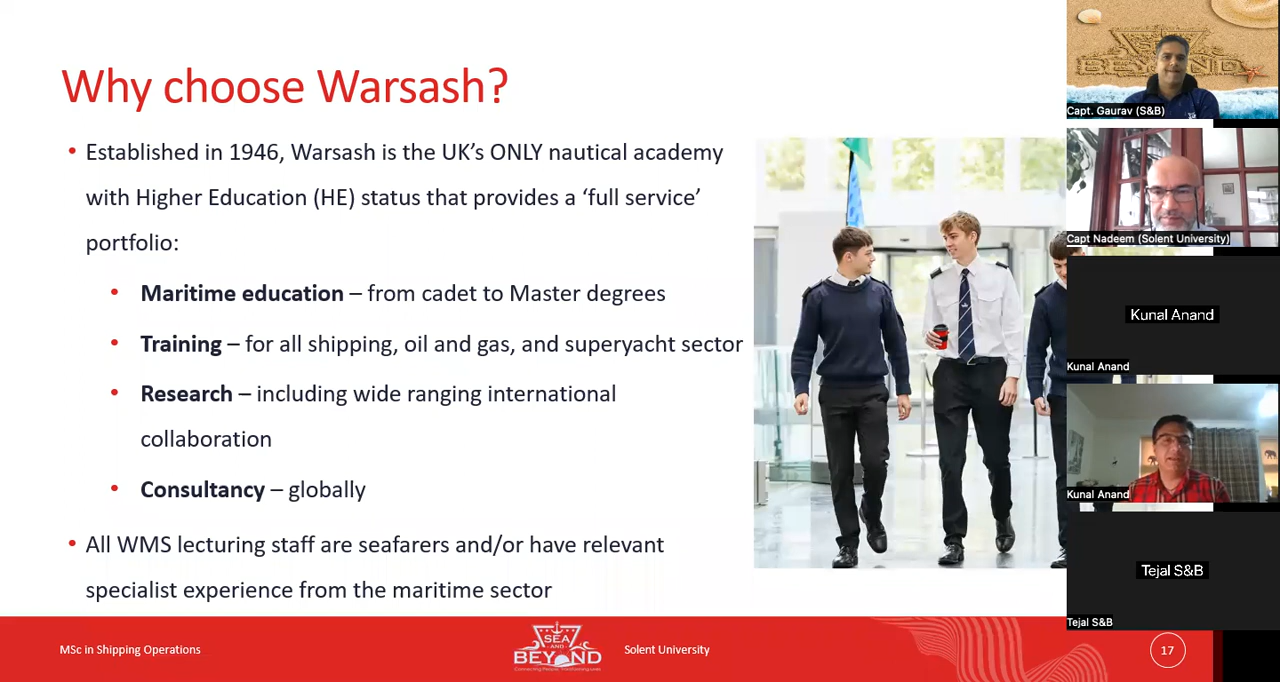 Why choose Warsash?
• Established in 1946, Warsash is the UK's ONLY nautical academy
with Higher Education (HE) status that provides a ‘full service’
portfolio:
• Maritime education – from cadet to Master degrees
• Training – for all shipping, oil and gas, and superyacht sector
• Research – including wide ranging international
collaboration
• Consultancy – globally
• All WMS lecturing staff are seafarers and/or have relevant
specialist experience from the maritime sector
MSc in Shipping Operations
SEA
AND
BEYOND
Solent University
17
SEA
BEYOND
Capt. Gaurav (S&B)
Capt Nadeem (Solent University)
Kunal Anand
Kunal Anand
Kunal Anand
Tejal S&B
Tejal S&B